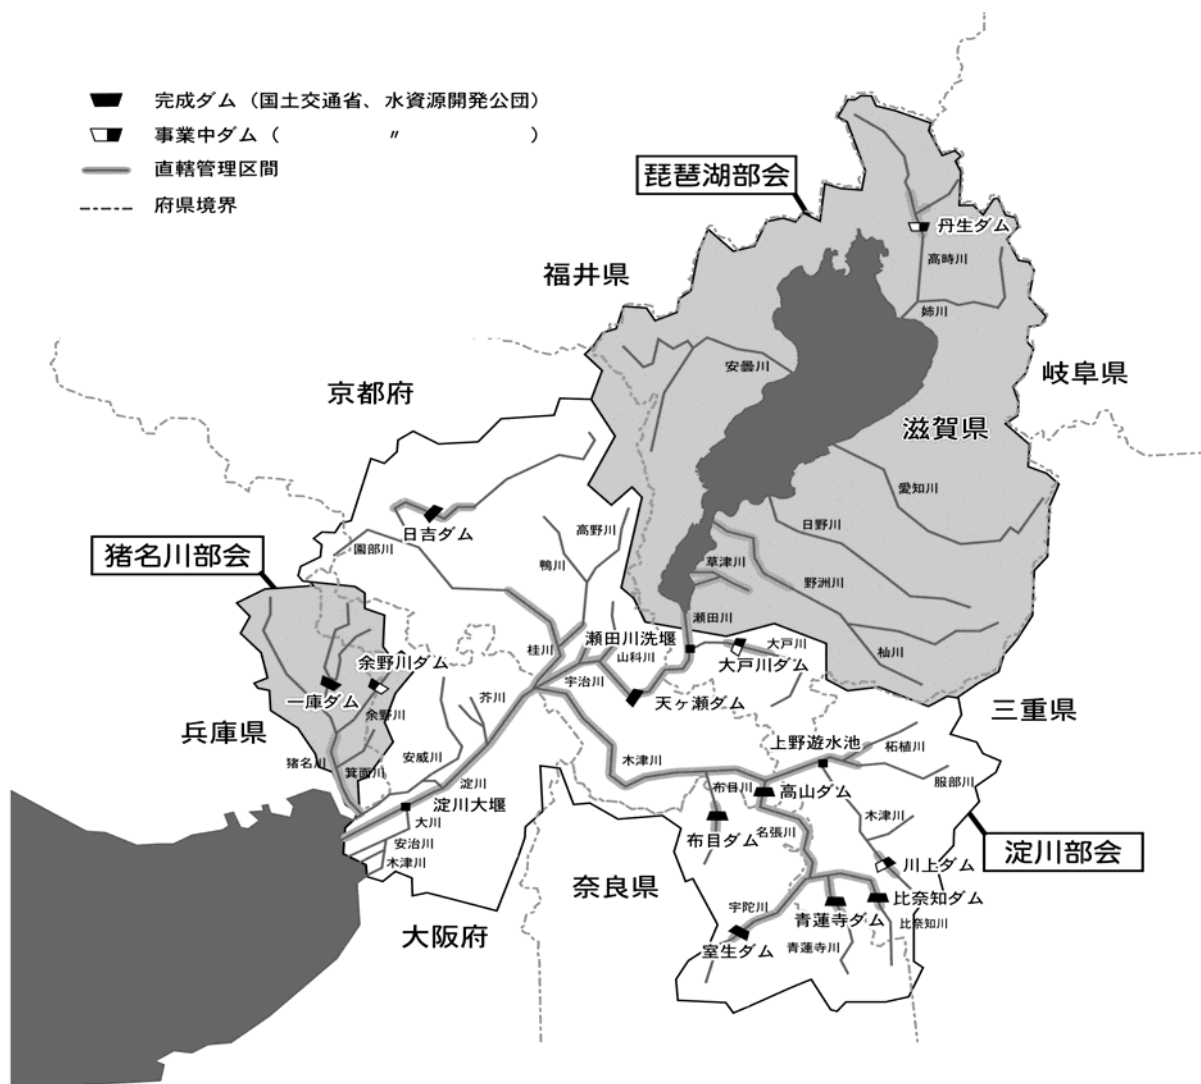 完成ダム（国土交通省、水資源開発公団）
事業中ダム（　〃　）
直轄管理区間
府県境界
琵琶湖部会
丹生ダム
高時川
福井県
姉川
安曇川
岐阜県
京都府
滋賀県
愛知川
日吉ダム
高野川
日野川
園部川
猪名川部会
鴨川
草津川
野洲川
瀬田川
杣川
余野川ダム
桂川
瀬田川洗堰
山科川
大戸川
大戸川ダム
宇治川
一庫ダム
天ヶ瀬ダム
三重県
余野川
芥川
兵庫県
上野遊水池
柘植川
猪名川
箕面川
安威川
木津川
服部川
淀川
布目川
高山ダム
淀川大堰
大川
木津川
名張川
安治川
布目ダム
淀川部会
木津川
川上ダム
奈良県
比奈知ダム
宇陀川
青蓮寺ダム
比奈知川
大阪府
室生ダム
青蓮寺川